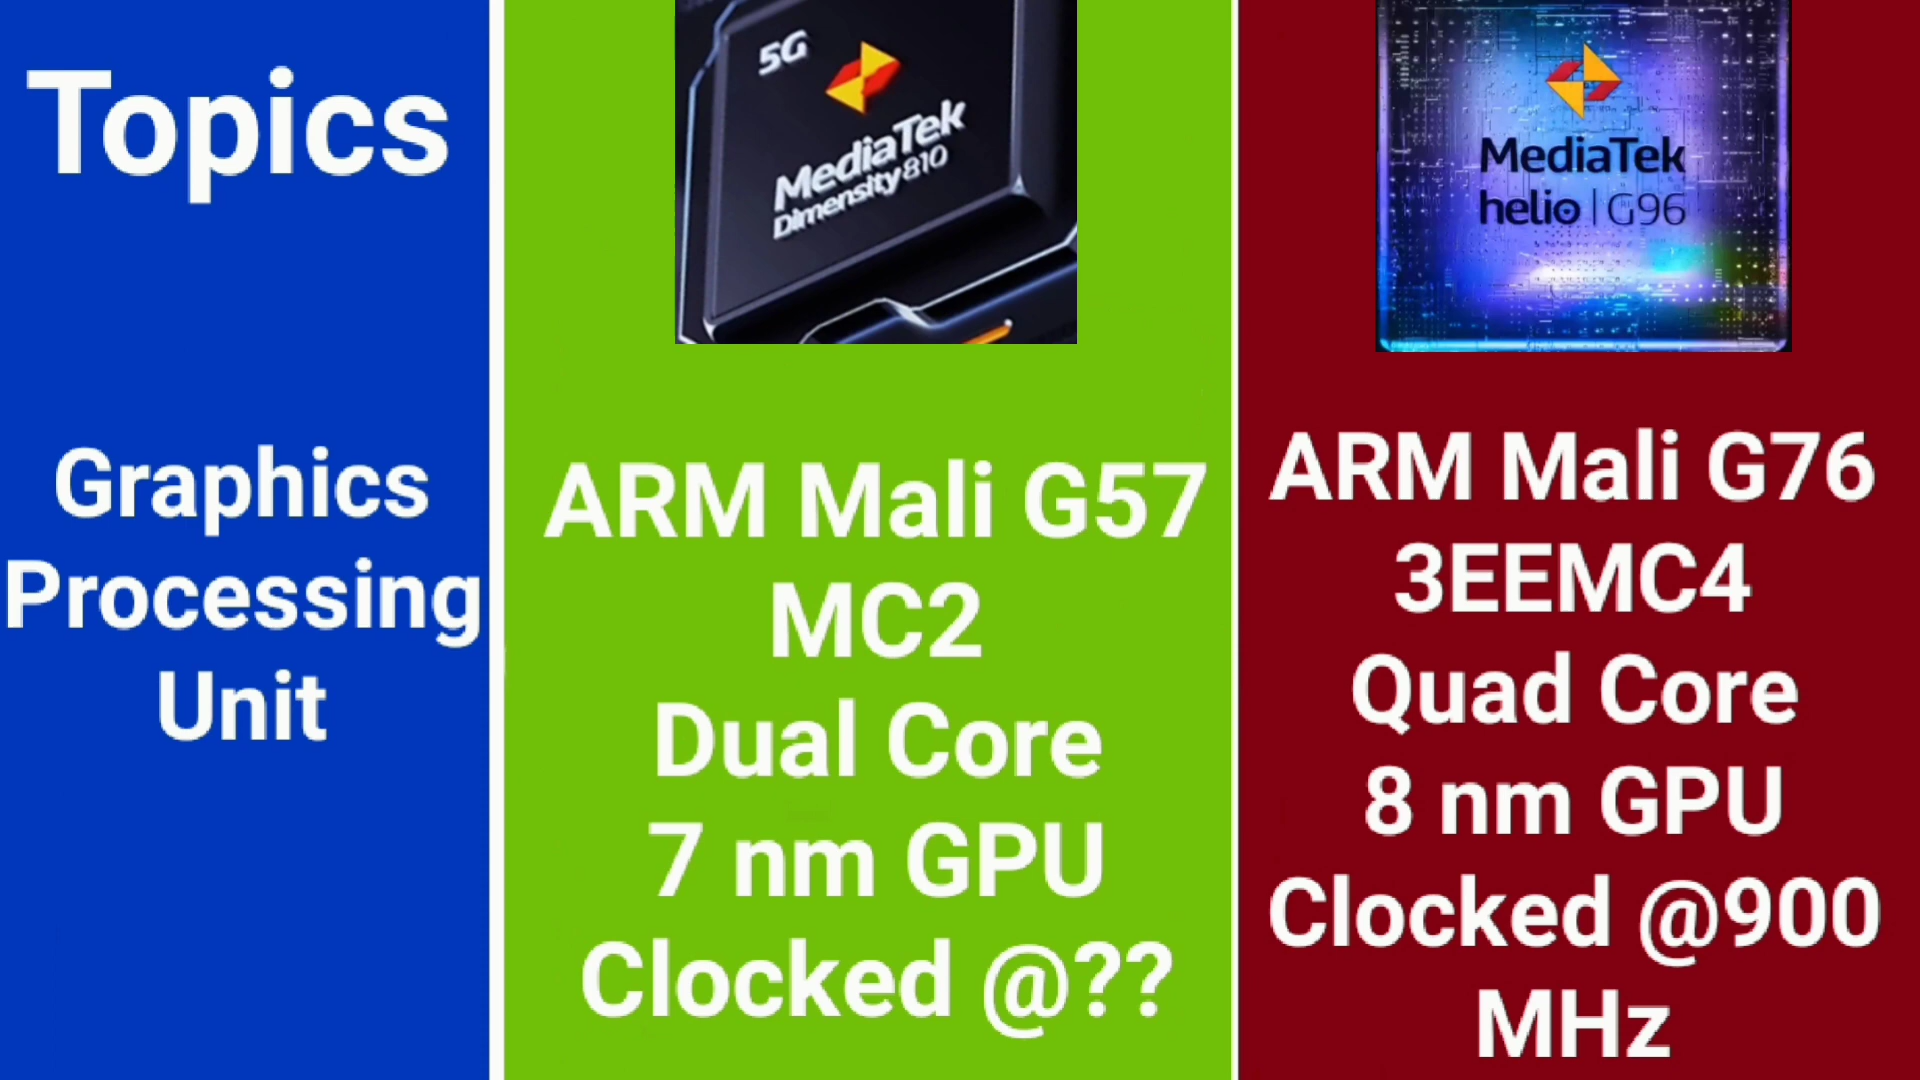 Topics
Graphics
Processing
Unit
5G
MediaTek
Dimensity 810
ARM Mali G57
MC2
Dual Core
7 nm GPU
Clocked @??
MediaTek
helio | G96
ARM Mali G76
3EEMC4
Quad Core
8 nm GPU
Clocked @900
MHz